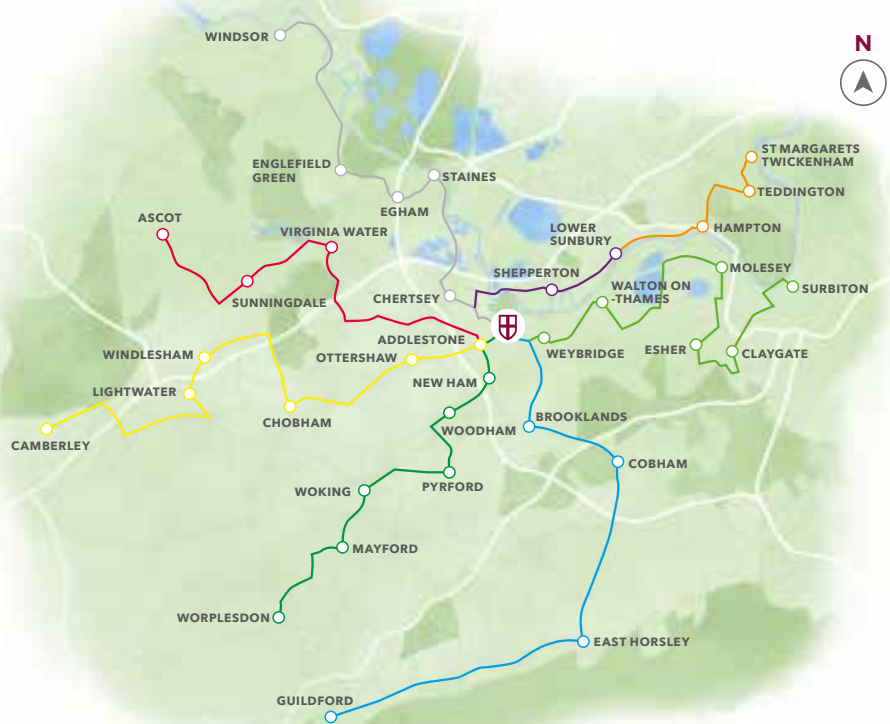 WINDSOR
N
ST MARGARETS
TWICKENHAM
ENGLEFIELD
GREEN
STAINES
TEDDINGTON
EGHAM
ASCOT
VIRGINIA WATER
LOWER
SUNBURY
HAMPTON
SHEPPERTON
MOLESEY
SUNNINGDALE
CHERTSEY
WALTON ON
-THAMES
SURBITON
ADDLESTONE
WINDLESHAM
OTTERSHAW
WEYBRIDGE
ESHER
CLAYGATE
NEW HAM
LIGHTWATER
CHOBHAM
WOODHAM
BROOKLANDS
CAMBERLEY
COBHAM
WOKING
PYRFORD
MAYFORD
WORPLESDON
EAST HORSLEY
GUILDFORD